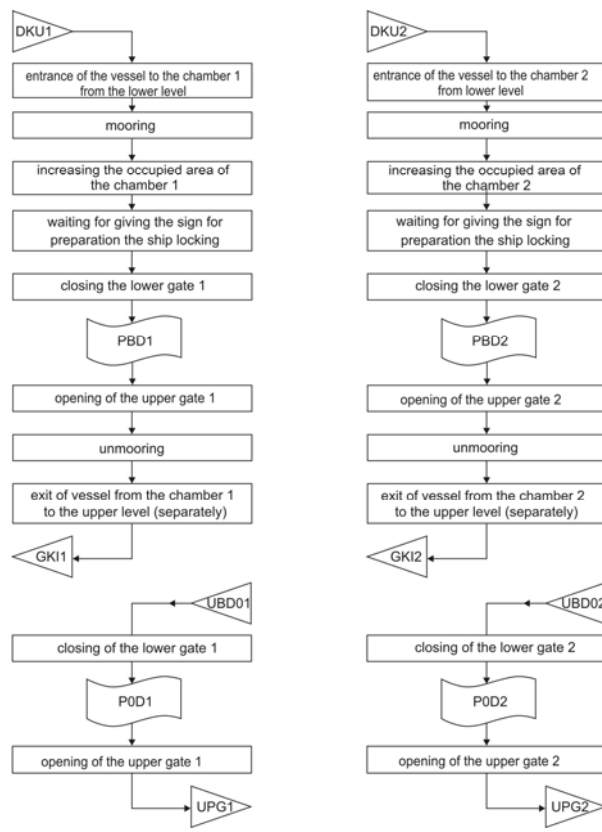 DKU1
entrance of the vessel to the chamber 1
from the lower level
mooring
increasing the occupied area of
the chamber 1
waiting for giving the sign for
preparation the ship locking
closing the lower gate 1
PBD1
opening of the upper gate 1
unmooring
exit of vessel from the chamber 1
to the upper level (separately)
GKI1
UBD01
closing of the lower gate 1
P0D1
opening of the upper gate 1
UPG1
DKU2
entrance of the vessel to the chamber 2
from lower level
mooring
increasing the occupied area of
the chamber 2
waiting for giving the sign for
preparation the ship locking
closing the lower gate 2
PBD2
opening of the upper gate 2
unmooring
exit of vessel from the chamber 2
to the upper level (separately)
GKI2
UBD02
closing of the lower gate 2
P0D2
opening of the upper gate 2
UPG2